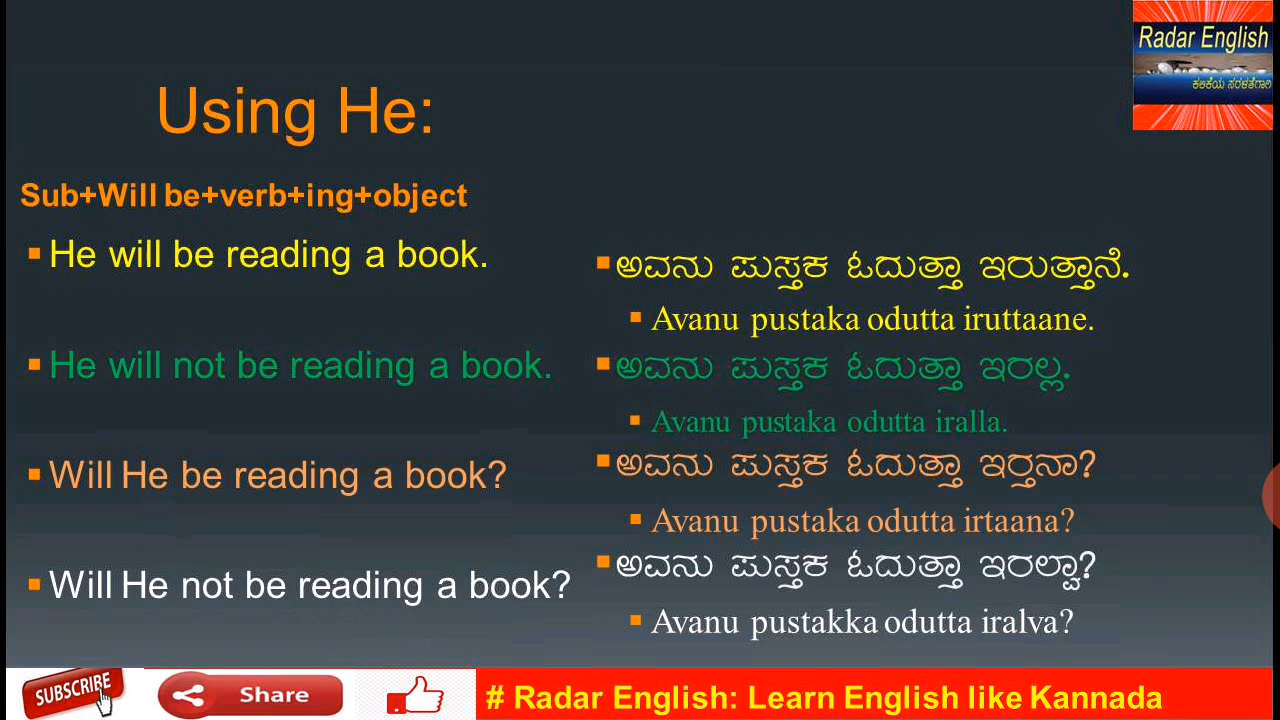 Radar English
ಕಲಿಕೆಯ ಸರಳತೆಗಾಗಿ
Using He:
Sub+Will be+verb+ing+object
He will be reading a book.
ಅವನು ಪುಸ್ತಕ ಓದುತ್ತಾ ಇರುತ್ತಾನೆ.
Avanu pustaka odutta iruttaane.
He will not be reading a book.
ಅವನು ಪುಸ್ತಕ ಓದುತ್ತಾ ಇರಲ್ಲ.
Avanu pustaka odutta iralla.
Will He be reading a book?
ಅವನು ಪುಸ್ತಕ ಓದುತ್ತಾ ಇರ್ತನಾ?
Avanu pustaka odutta irtaana?
Will He not be reading a book?
ಅವನು ಪುಸ್ತಕ ಓದುತ್ತಾ ಇರಲ್ವಾ?
Avanu pustakka odutta iralva?
SUBSCRIBE
Share
# Radar English: Learn English like Kannada